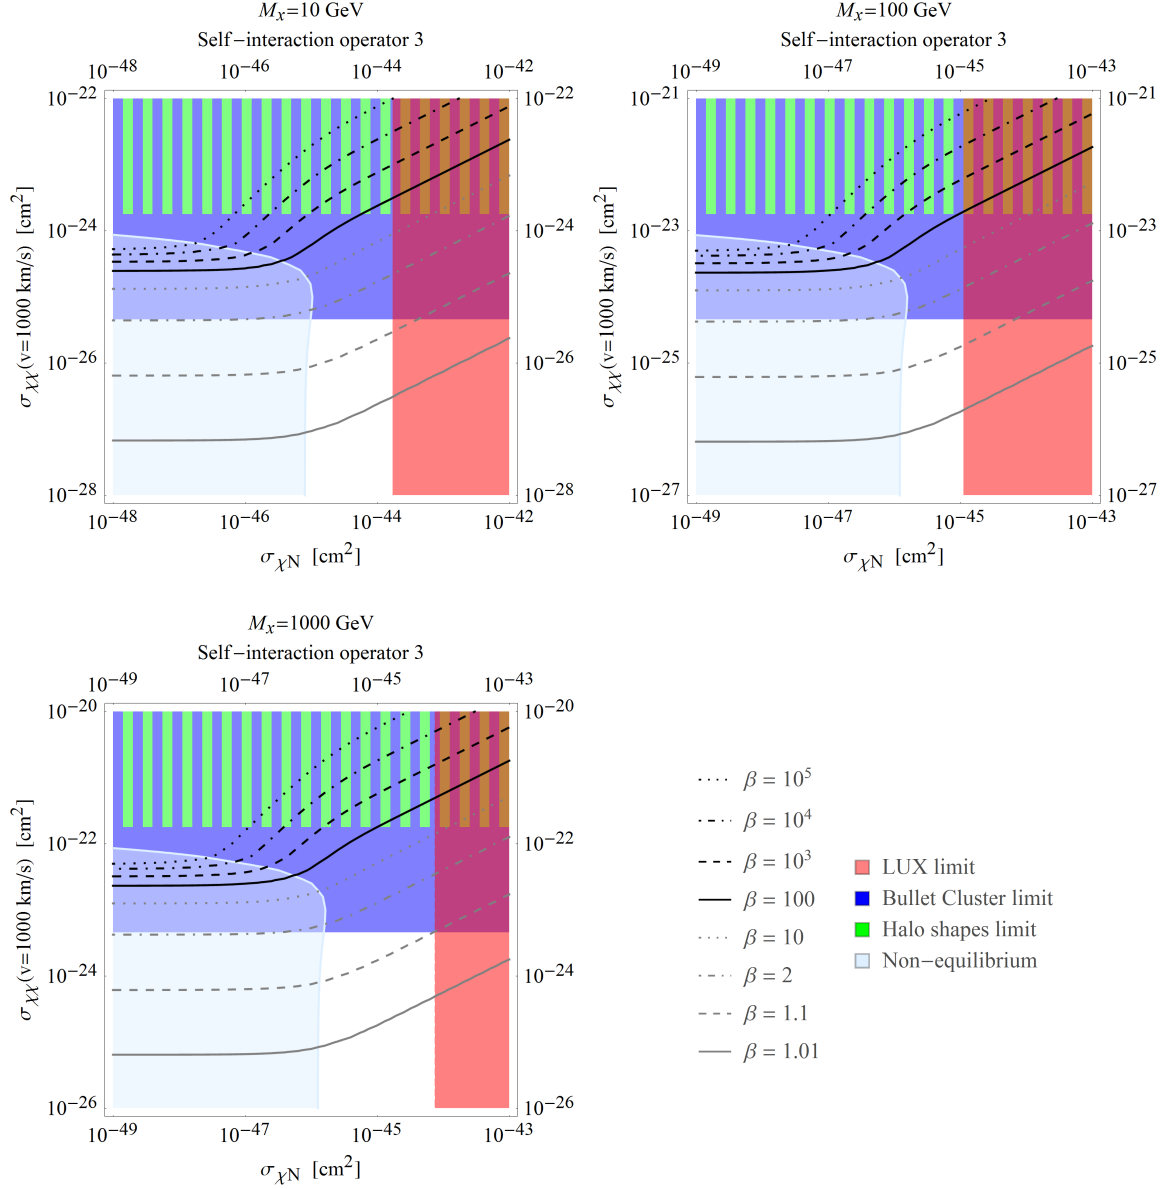 M_x=10 GeV
Self−interaction operator 3
10^−48 10^−46 10^−44 10^−42
10^−22 10^−22
10^−24 10^−24
10^−26 10^−26
10^−28 10^−28
σ_χχ(v=1000 km/s) [cm^2]
10^−48 10^−46 10^−44 10^−42
σ_χN [cm^2]
M_x=100 GeV
Self−interaction operator 3
10^−49 10^−47 10^−45 10^−43
10^−21 10^−21
10^−23 10^−23
10^−25 10^−25
10^−27 10^−27
σ_χχ(v=1000 km/s) [cm^2]
10^−49 10^−47 10^−45 10^−43
σ_χN [cm^2]
M_x=1000 GeV
Self−interaction operator 3
10^−49 10^−47 10^−45 10^−43
10^−20 10^−20
10^−22 10^−22
10^−24 10^−24
10^−26 10^−26
σ_χχ(v=1000 km/s) [cm^2]
10^−49 10^−47 10^−45 10^−43
σ_χN [cm^2]
β = 10^5
β = 10^4
β = 10^3
β = 100
β = 10
β = 2
β = 1.1
β = 1.01
LUX limit
Bullet Cluster limit
Halo shapes limit
Non−equilibrium